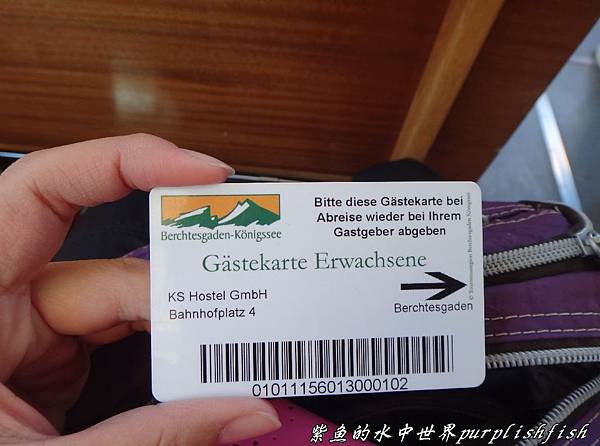 Berchtesgaden-Königssee
Bitte diese Gästekarte bei
Abreise wieder bei Ihrem
Gastgeber abgeben
Gästekarte Erwachsene
KS Hostel GmbH
Bahnhofplatz 4
Berchtesgaden
01011156013000102
紫魚的水中世界purplishfish